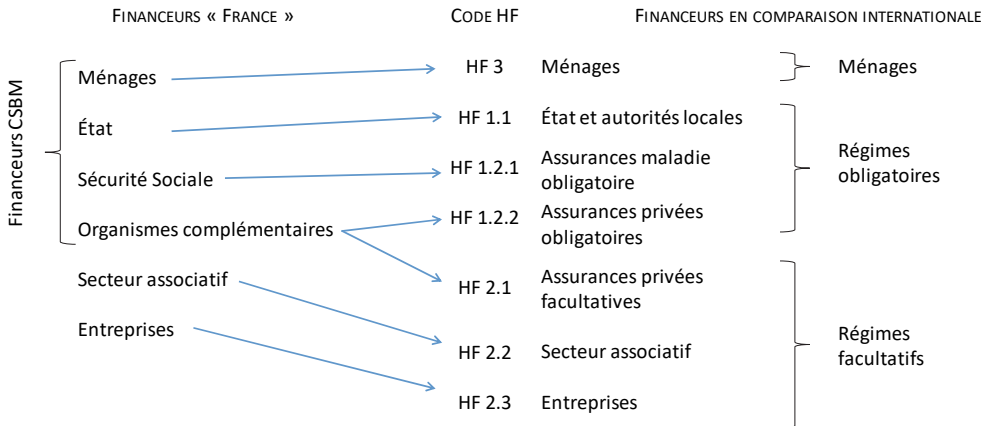 FINANCEURS « FRANCE » CODE HF FINANCEURS EN COMPARAISON INTERNATIONALE
Financeurs CSBM
Ménages HF 3 Ménages Ménages
État HF 1.1 État et autorités locales
Sécurité Sociale HF 1.2.1 Assurances maladie
obligatoire
Régimes
obligatoires
Organismes complémentaires HF 1.2.2 Assurances privées
obligatoires
Secteur associatif HF 2.1 Assurances privées
facultatives
Entreprises
HF 2.2 Secteur associatif
Régimes
facultatifs
HF 2.3 Entreprises